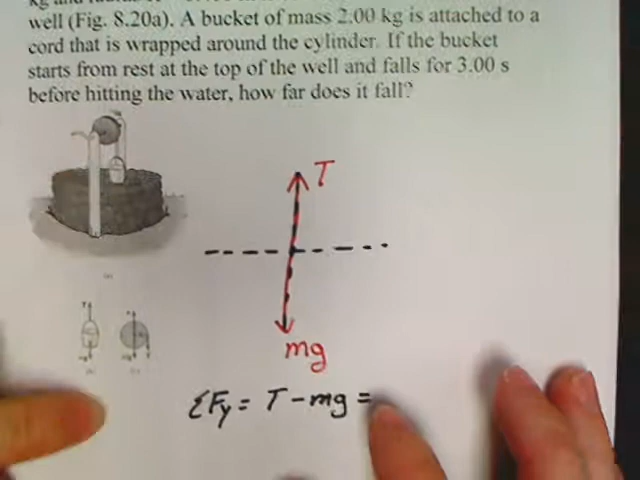 well (Fig. 8.20a). A bucket of mass 2.00 kg is attached to a
cord that is wrapped around the cylinder. If the bucket
starts from rest at the top of the well and falls for 3.00 s
before hitting the water, how far does it fall?
T
mg
ΣFy = T - mg =